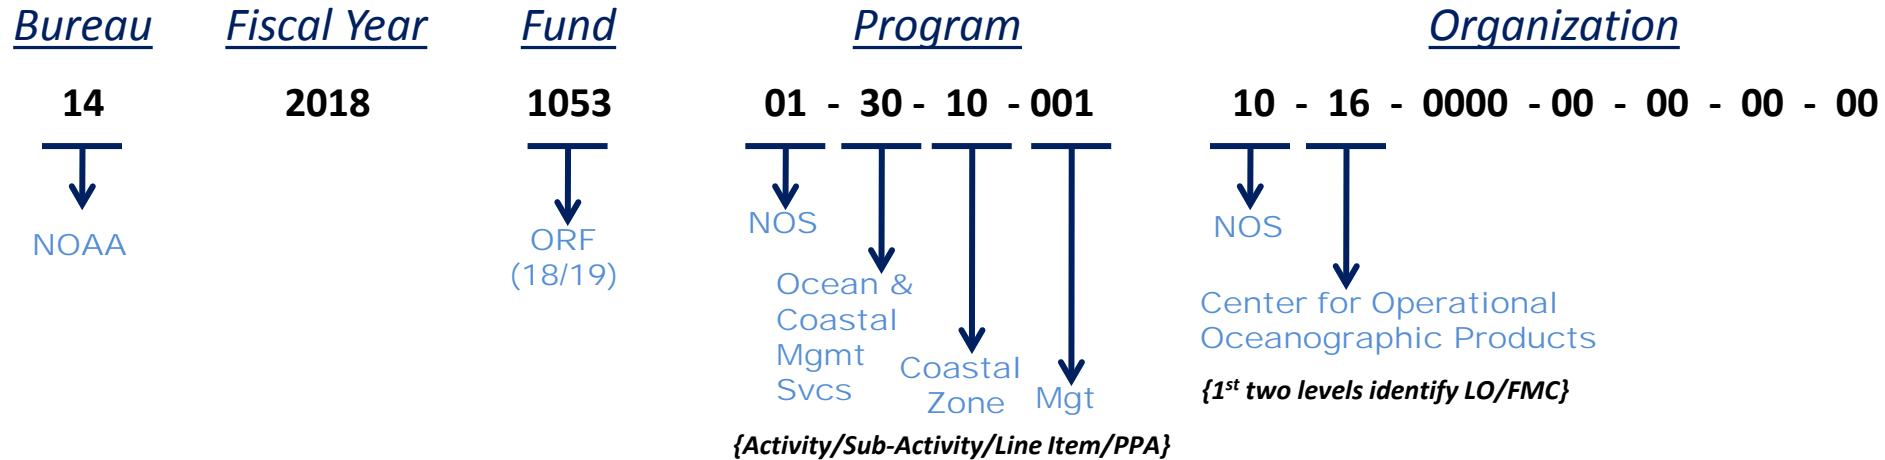 Bureau Fiscal Year Fund Program Organization
14 2018 1053 01 - 30 - 10 - 001 10 - 16 - 0000 - 00 - 00 - 00 - 00
NOAA
ORF
(18/19)
NOS
Ocean &
Coastal
Mgmt
Svcs
Coastal
Zone
Mgt
{Activity/Sub-Activity/Line Item/PPA}
NOS
Center for Operational
Oceanographic Products
{1st two levels identify LO/FMC}